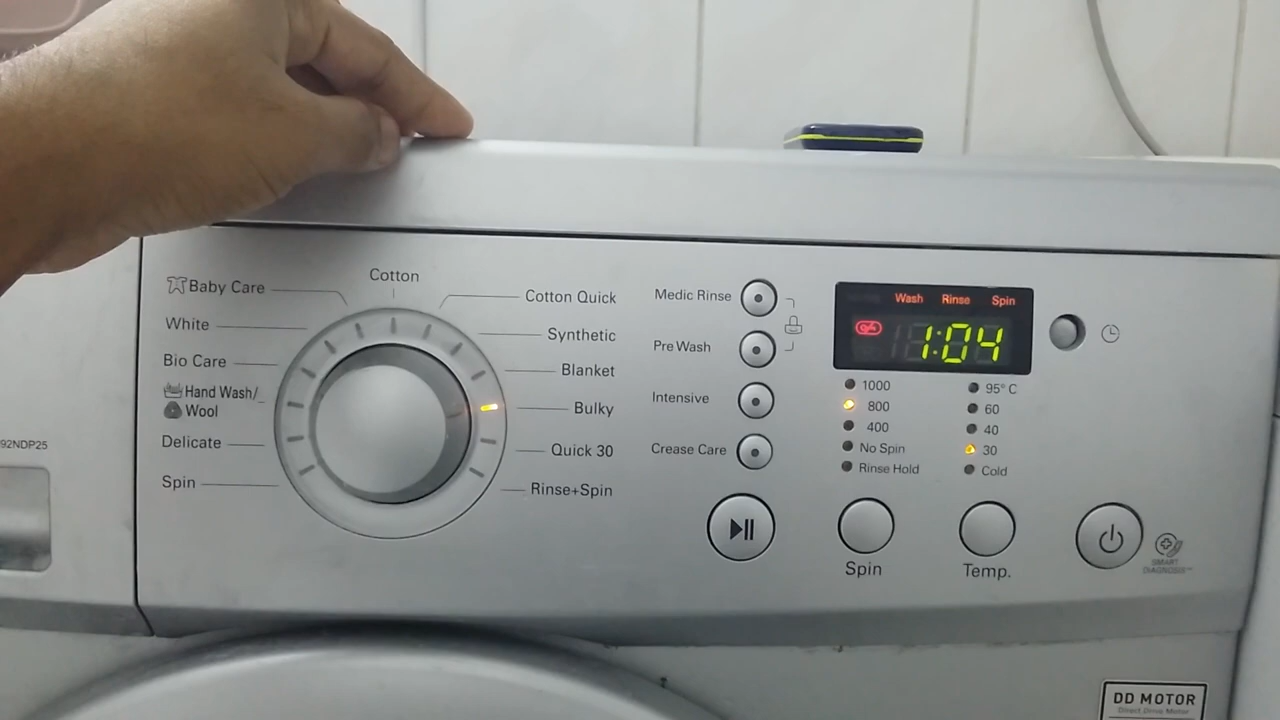 Cotton
Baby Care
White
Bio Care
Hand Wash/
Wool
Delicate
Spin
Cotton Quick
Synthetic
Blanket
Bulky
Quick 30
Rinse+Spin
92NDP25
Medic Rinse
Pre Wash
Intensive
Crease Care
Wash Rinse Spin
1:04
1000
800
400
No Spin
Rinse Hold
95° C
60
40
30
Cold
Spin
Temp.
SMART
DIAGNOSIS™
DD MOTOR
Direct Drive Motor